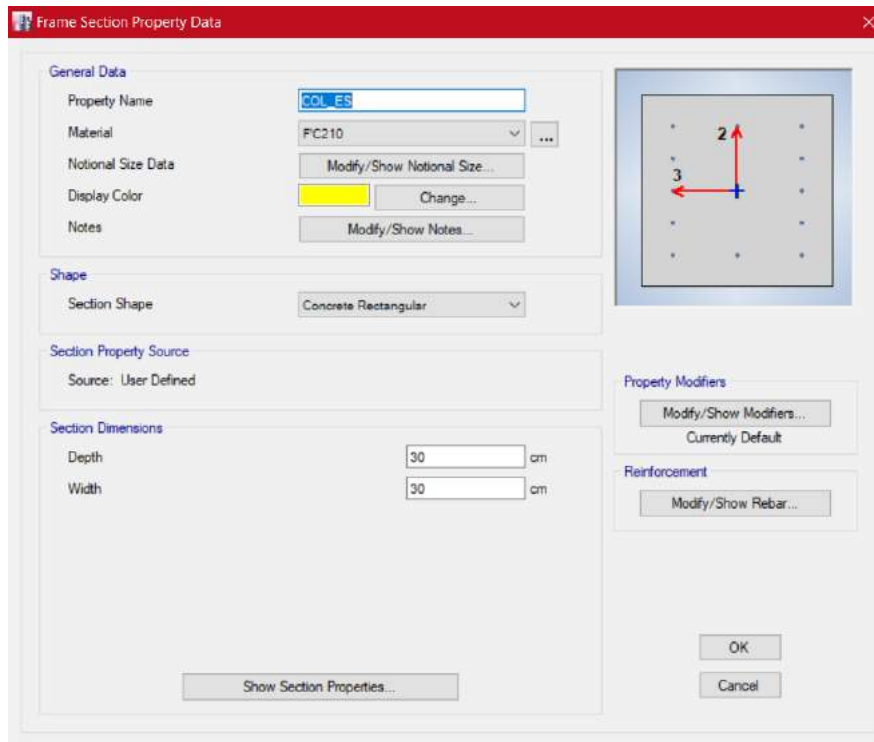 Frame Section Property Data
General Data
Property Name COL_ES
Material F'C210 ...
Notional Size Data Modify/Show Notional Size...
Display Color Change...
Notes Modify/Show Notes...
2
3
Shape
Section Shape Concrete Rectangular
Section Property Source
Source: User Defined
Property Modifiers
Modify/Show Modifiers...
Currently Default
Section Dimensions
Depth 30 cm
Width 30 cm
Reinforcement
Modify/Show Rebar...
Show Section Properties...
OK
Cancel